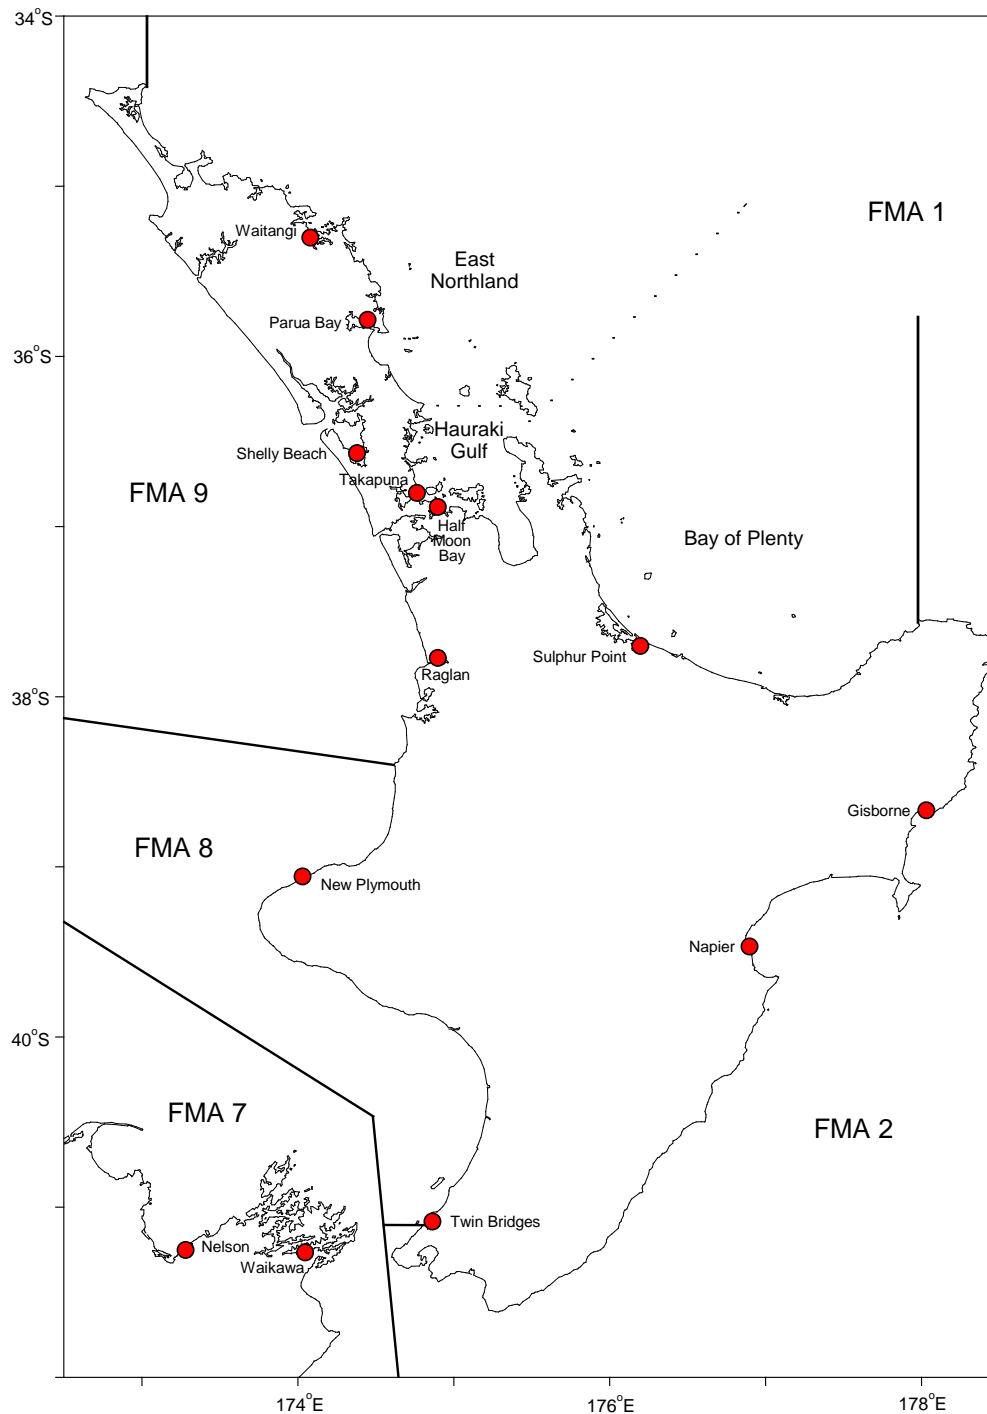 34°S
FMA 1
Waitangi
East
Northland
Parua Bay
36°S
Hauraki
Gulf
Shelly Beach
Takapuna
FMA 9
Half
Moon
Bay
Bay of Plenty
Sulphur Point
Raglan
38°S
Gisborne
FMA 8
New Plymouth
Napier
40°S
FMA 7
FMA 2
Twin Bridges
Nelson
Waikawa
174°E
176°E
178°E